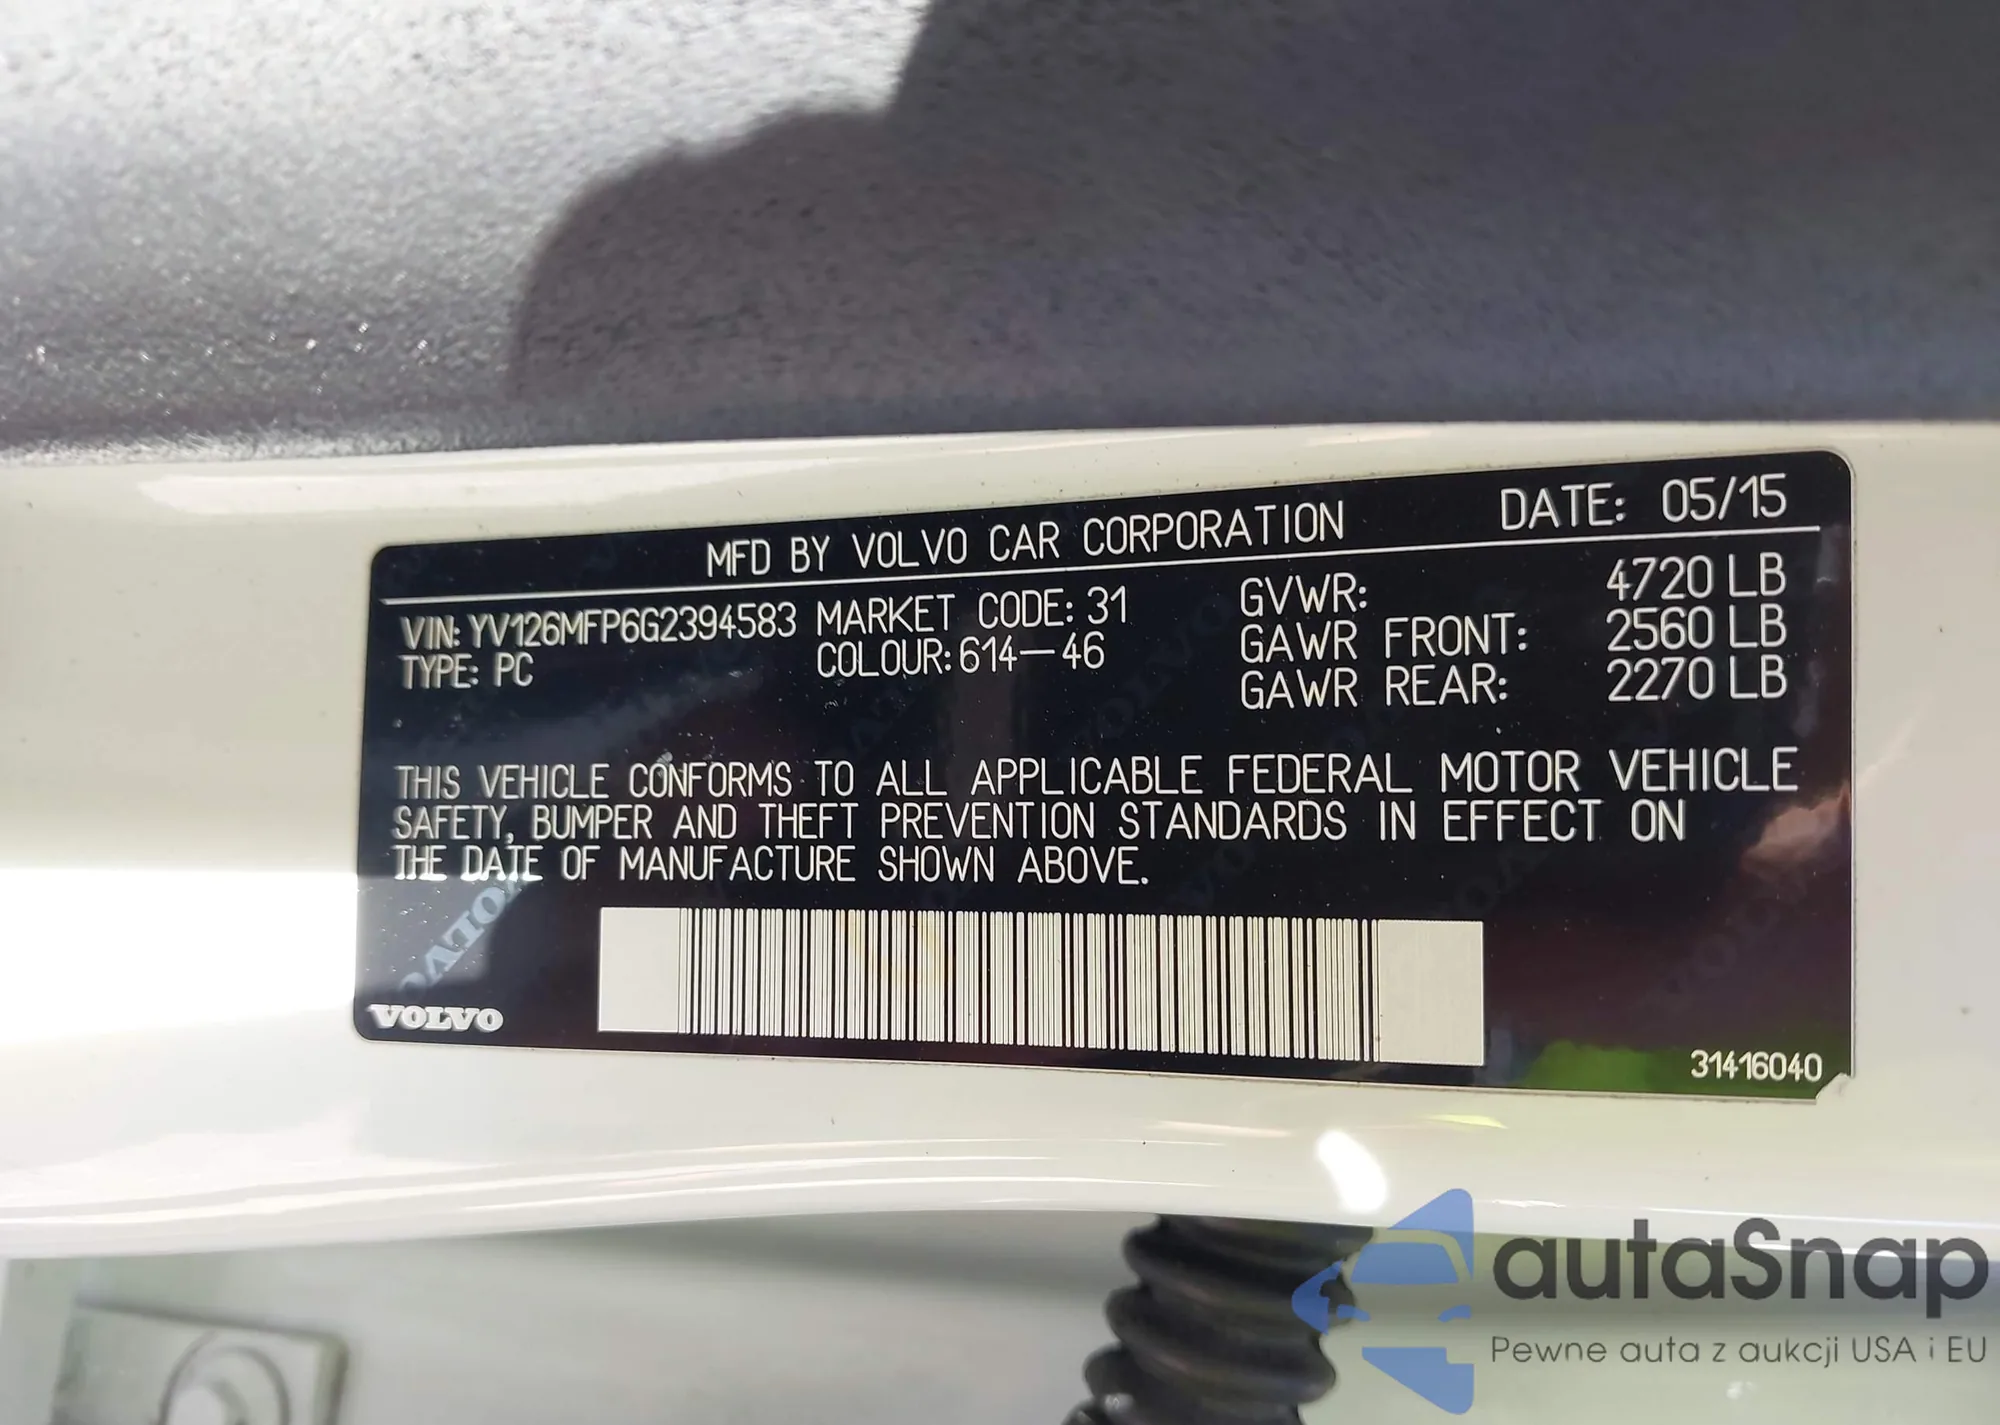 MFD BY VOLVO CAR CORPORATION DATE: 05/15
VIN: YV126MFP6G2394583 MARKET CODE: 31 GVWR: 4720 LB
TYPE: PC COLOUR: 614-46 GAWR FRONT: 2560 LB
GAWR REAR: 2270 LB
THIS VEHICLE CONFORMS TO ALL APPLICABLE FEDERAL MOTOR VEHICLE
SAFETY, BUMPER AND THEFT PREVENTION STANDARDS IN EFFECT ON
THE DATE OF MANUFACTURE SHOWN ABOVE.
VOLVO
VOLVO
31416040
autaSnap
Pewne auta z aukcji USA i EU